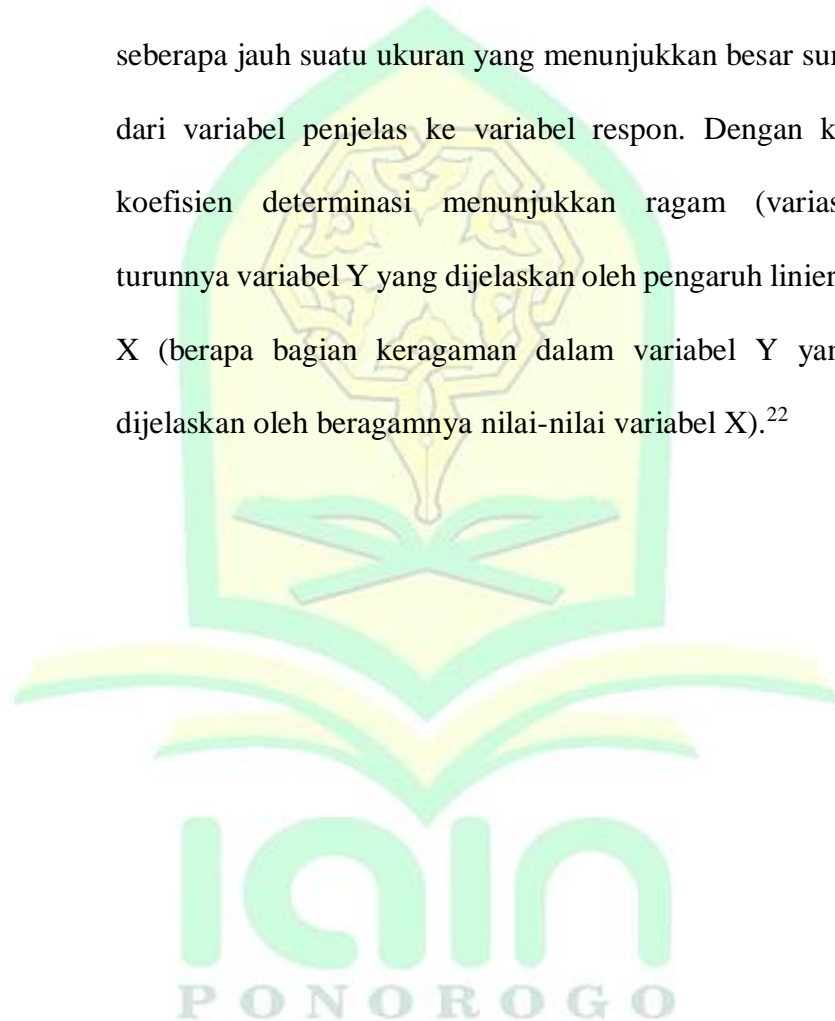 seberapa jauh suatu ukuran yang menunjukkan besar
dari variabel penjelas ke variabel respon. Dengan
koefisien determinasi menunjukkan ragam
turunnya variabel Y yang dijelaskan oleh pengaruh linier
X (berapa bagian keragaman dalam variabel Y
dijelaskan oleh beragamnya nilai-nilai variabel X).²²
iain
PONOROGO